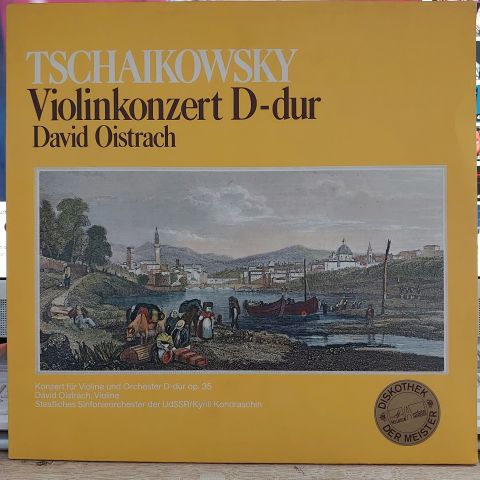 TSCHAIKOWSKY
Violinkonzert D-dur
David Oistrach
Konzert für Violine und Orchester D-dur op. 35
David Oistrach, Violine
Staatliches Sinfonieorchester der UdSSR/Kyrill Kondraschin
DISKOTHEK
DER MEISTER